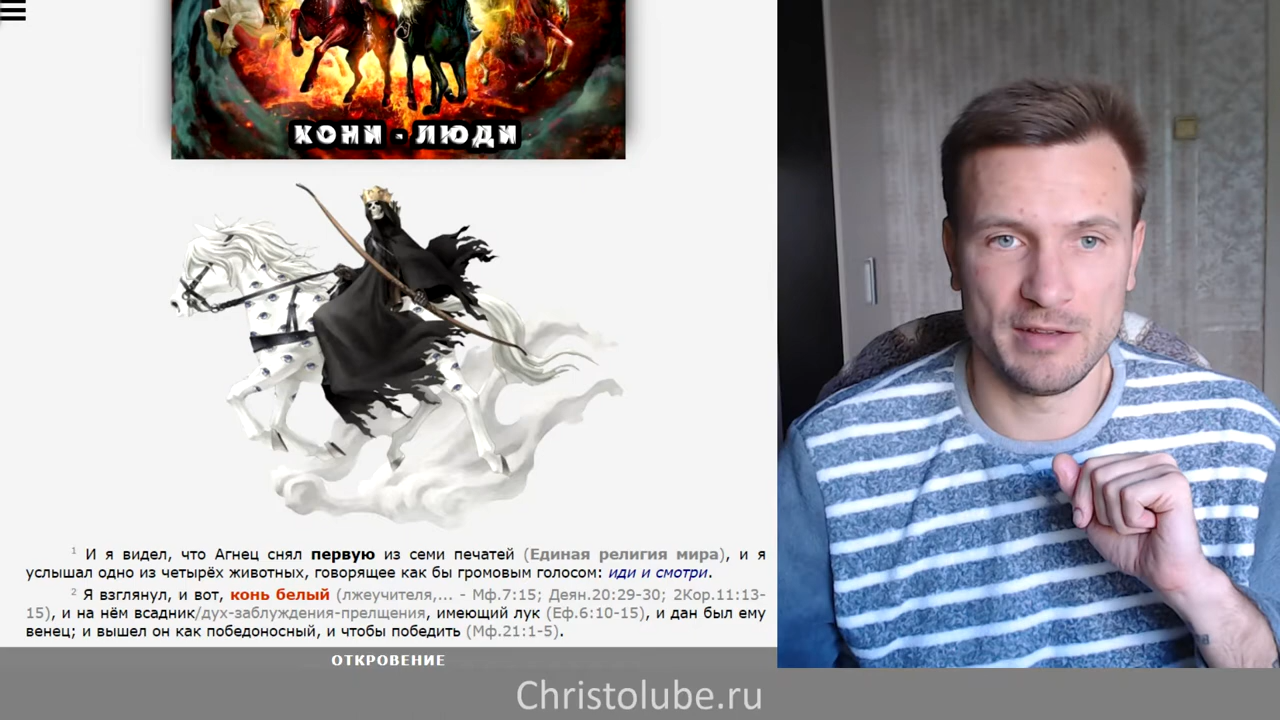 КОНИ - ЛЮДИ
¹ И я видел, что Агнец снял первую из семи печатей (Единая религия мира), и я
услышал одно из четырёх животных, говорящее как бы громовым голосом: иди и смотри.
² Я взглянул, и вот, конь белый (лжеучителя,... - Мф.7:15; Деян.20:29-30; 2Кор.11:13-
15), и на нём всадник/дух-заблуждения-прелщения, имеющий лук (Еф.6:10-15), и дан был ему
венец; и вышел он как победоносный, и чтобы победить (Мф.21:1-5).
ОТКРОВЕНИЕ
Christolube.ru